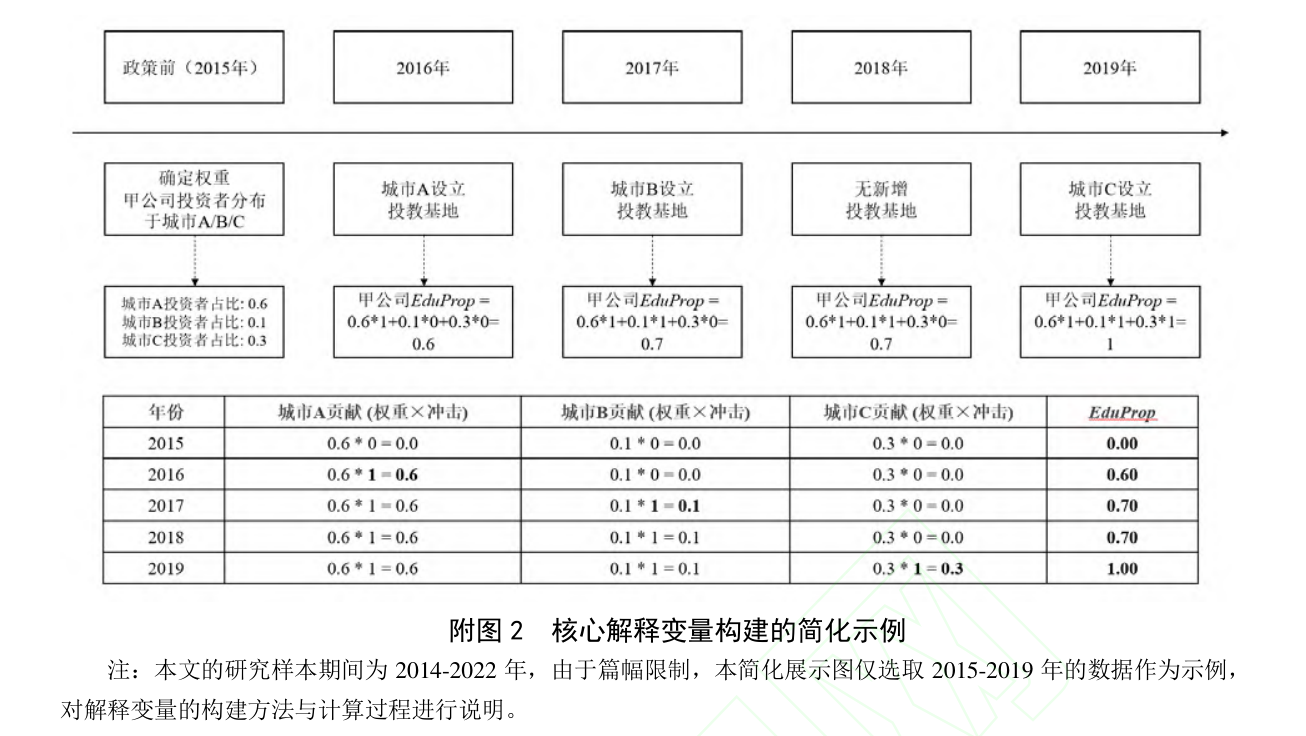 政策前（2015年）
2016年
2017年
2018年
2019年
确定权重
甲公司投资者分布
于城市A/B/C
城市A设立
投教基地
城市B设立
投教基地
无新增
投教基地
城市C设立
投教基地
城市A投资者占比: 0.6
城市B投资者占比: 0.1
城市C投资者占比: 0.3
甲公司EduProp =
0.6*1+0.1*0+0.3*0=
0.6
甲公司EduProp =
0.6*1+0.1*1+0.3*0=
0.7
甲公司EduProp =
0.6*1+0.1*1+0.3*0=
0.7
甲公司EduProp =
0.6*1+0.1*1+0.3*1=
1
年份 城市A贡献 (权重×冲击) 城市B贡献 (权重×冲击) 城市C贡献 (权重×冲击) EduProp
2015 0.6 * 0 = 0.0 0.1 * 0 = 0.0 0.3 * 0 = 0.0 0.00
2016 0.6 * 1 = 0.6 0.1 * 0 = 0.0 0.3 * 0 = 0.0 0.60
2017 0.6 * 1 = 0.6 0.1 * 1 = 0.1 0.3 * 0 = 0.0 0.70
2018 0.6 * 1 = 0.6 0.1 * 1 = 0.1 0.3 * 0 = 0.0 0.70
2019 0.6 * 1 = 0.6 0.1 * 1 = 0.1 0.3 * 1 = 0.3 1.00
附图 2 核心解释变量构建的简化示例
注：本文的研究样本期间为 2014-2022 年，由于篇幅限制，本简化展示图仅选取 2015-2019 年的数据作为示例，
对解释变量的构建方法与计算过程进行说明。